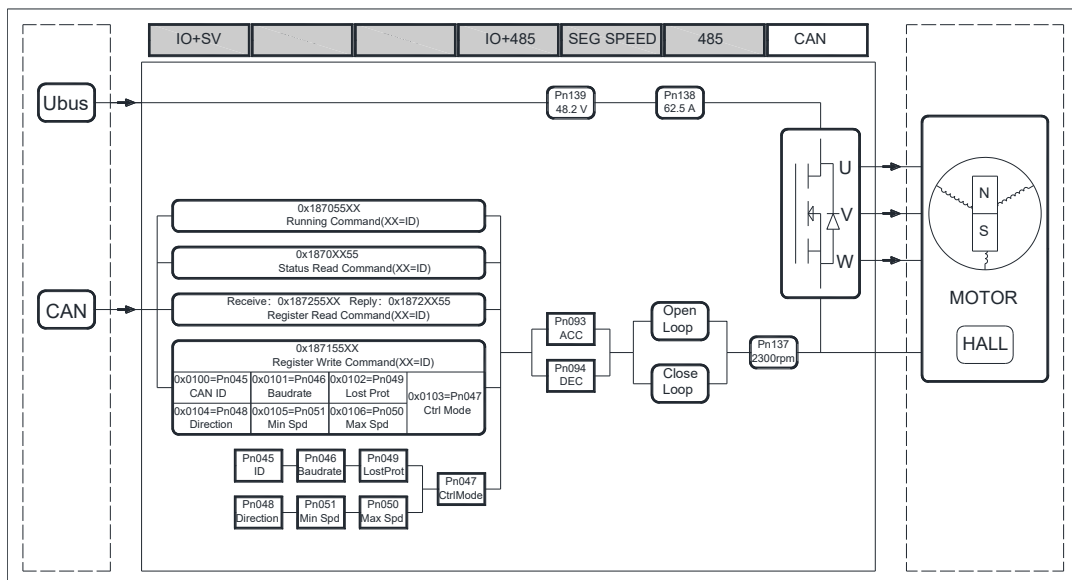 IO+SV
IO+485
SEG SPEED
485
CAN
Ubus
Pn139
48.2 V
Pn138
62.5 A
U
V
W
N
S
MOTOR
HALL
CAN
0x187055XX
Running Command(XX=ID)
0x1870XX55
Status Read Command(XX=ID)
Receive: 0x187255XX Reply: 0x1872XX55
Register Read Command(XX=ID)
0x187155XX
Register Write Command(XX=ID)
0x0100=Pn045
CAN ID
0x0101=Pn046
Baudrate
0x0102=Pn049
Lost Prot
0x0103=Pn047
Ctrl Mode
0x0104=Pn048
Direction
0x0105=Pn051
Min Spd
0x0106=Pn050
Max Spd
Pn093
ACC
Pn094
DEC
Open
Loop
Close
Loop
Pn137
2300rpm
Pn045
ID
Pn046
Baudrate
Pn049
LostProt
Pn047
CtrlMode
Pn048
Direction
Pn051
Min Spd
Pn050
Max Spd